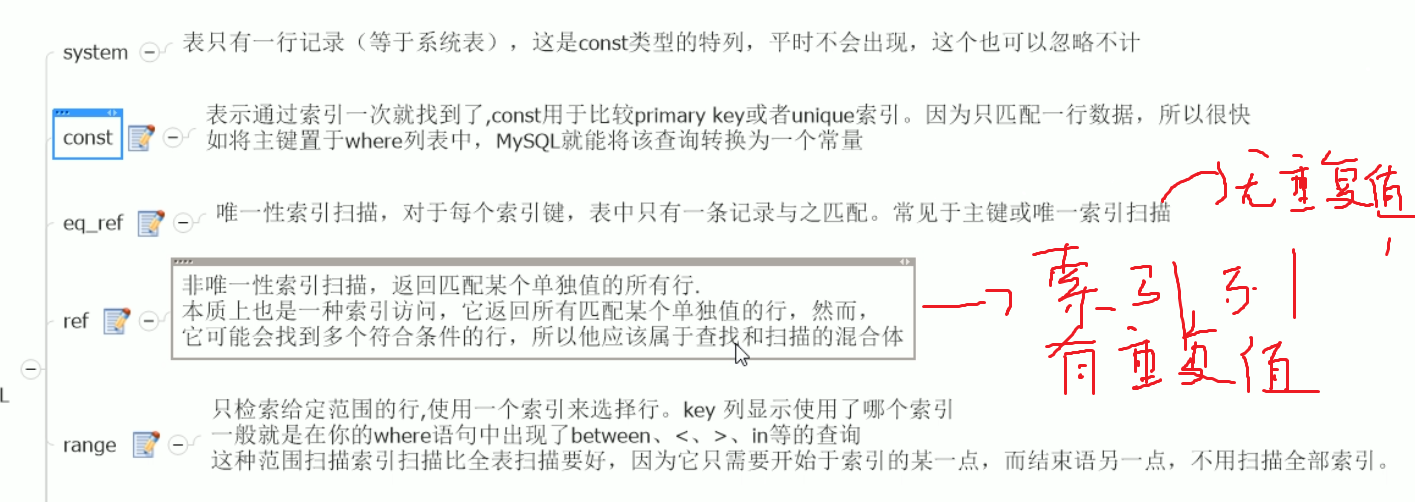 system
表只有一行记录（等于系统表），这是const类型的特列，平时不会出现，这个也可以忽略不计
const
表示通过索引一次就找到了,const用于比较primary key或者unique索引。因为只匹配一行数据，所以很快
如将主键置于where列表中，MySQL就能将该查询转换为一个常量
eq_ref
唯一性索引扫描，对于每个索引键，表中只有一条记录与之匹配。常见于主键或唯一索引扫描
无重复值
ref
非唯一性索引扫描，返回匹配某个单独值的所有行.
本质上也是一种索引访问，它返回所有匹配某个单独值的行，然而，
它可能会找到多个符合条件的行，所以他应该属于查找和扫描的混合体
索引列
有重复值
L
range
只检索给定范围的行,使用一个索引来选择行。key 列显示使用了哪个索引
一般就是在你的where语句中出现了between、<、>、in等的查询
这种范围扫描索引扫描比全表扫描要好，因为它只需要开始于索引的某一点，而结束语另一点，不用扫描全部索引。